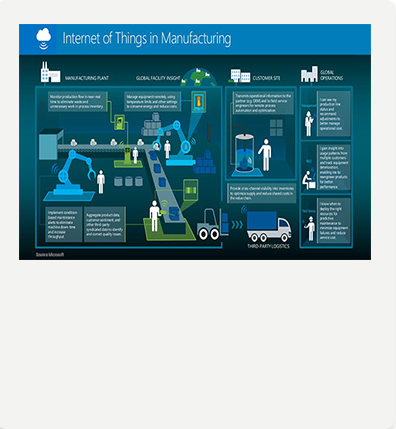 Internet of Things in Manufacturing
MANUFACTURING PLANT
GLOBAL FACILITY INSIGHT
CUSTOMER SITE
GLOBAL
OPERATIONS
Monitor production flow in near-real
time to eliminate waste and
unnecessary work in process inventory.
Manage equipment remotely, using
temperature limits and other settings
to conserve energy and reduce costs.
Transmits operational information to the
partner (e.g. OEM) and to field service
engineers for remote process
automation and optimization.
I can see my
production line
status and
recommend
adjustments to
better manage
operational cost.
I gain insight into
usage patterns from
multiple customers
and track equipment
deterioration,
enabling me to
reengineer products
for better
performance.
Provide cross-channel visibility into inventories
to optimize supply and reduce shared costs in
the value chain.
Implement condition
based maintenance
alerts to eliminate
machine down-time
and increase
throughput.
Aggregate product data,
customer sentiment, and
other third-party
syndicated data to identify
and correct quality issues.
I know when to
deploy the right
resources for
predictive
maintenance to
minimize equipment
failures and reduce
service cost.
THIRD-PARTY LOGISTICS
Source: Microsoft